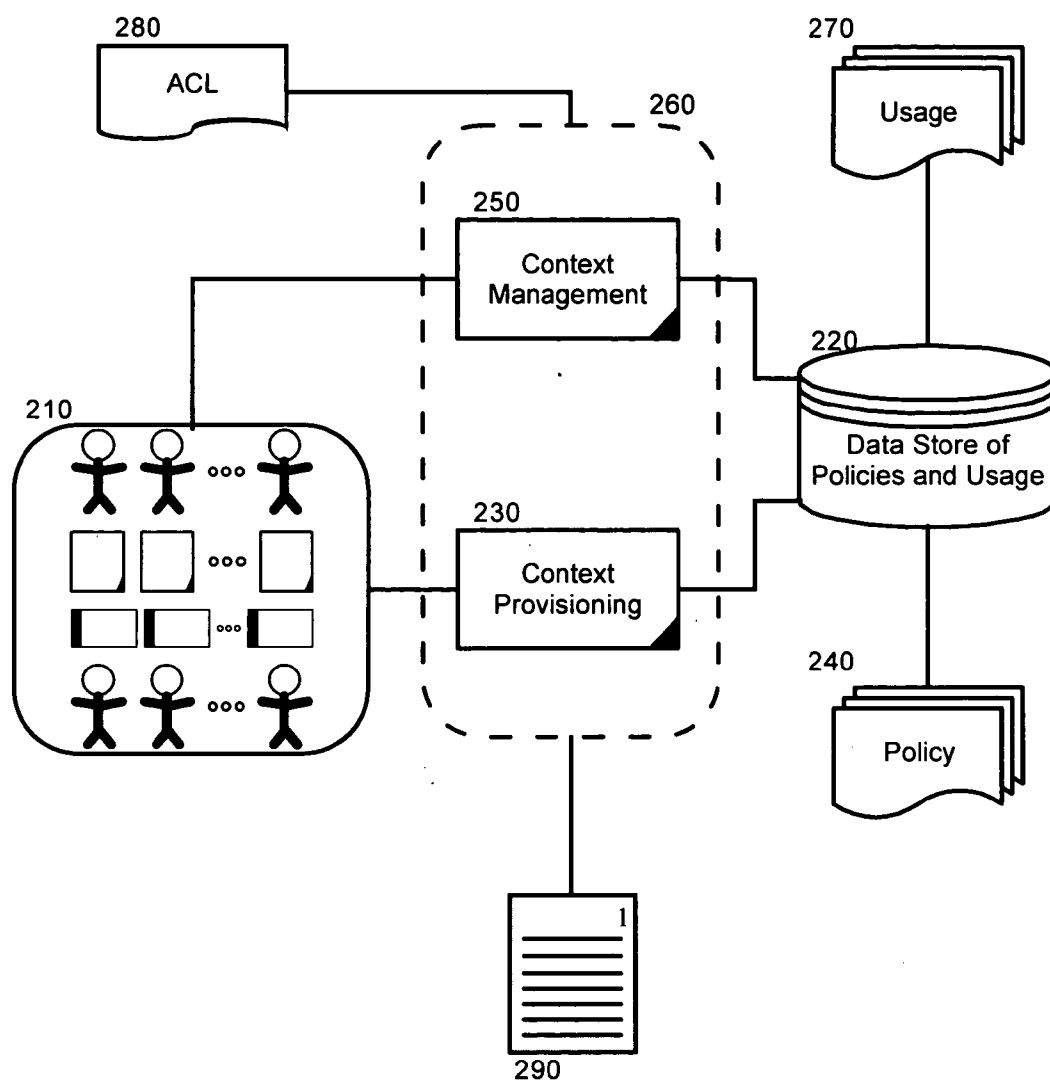 280
ACL
270
Usage
260
250
Context
Management
220
Data Store of
Policies and Usage
210
230
Context
Provisioning
240
Policy
1
290